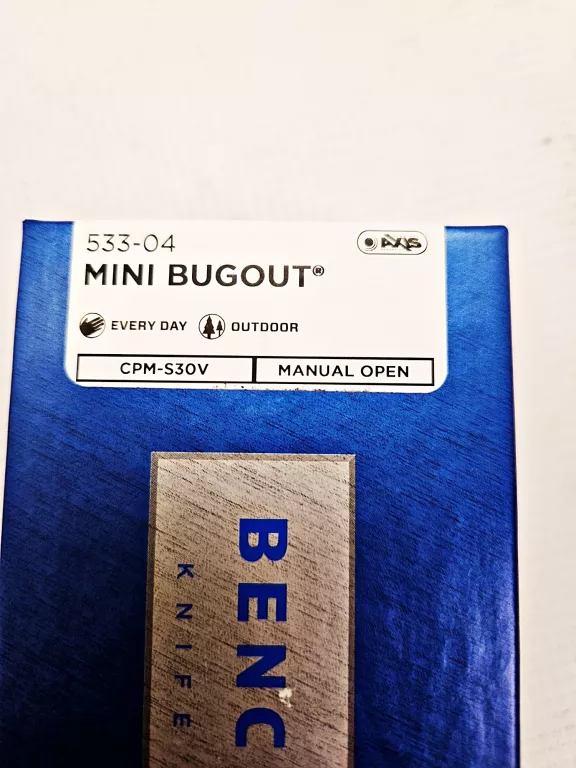 533-04
AXIS
MINI BUGOUT®
EVERY DAY OUTDOOR
CPM-S30V MANUAL OPEN
BENC
KNIFE